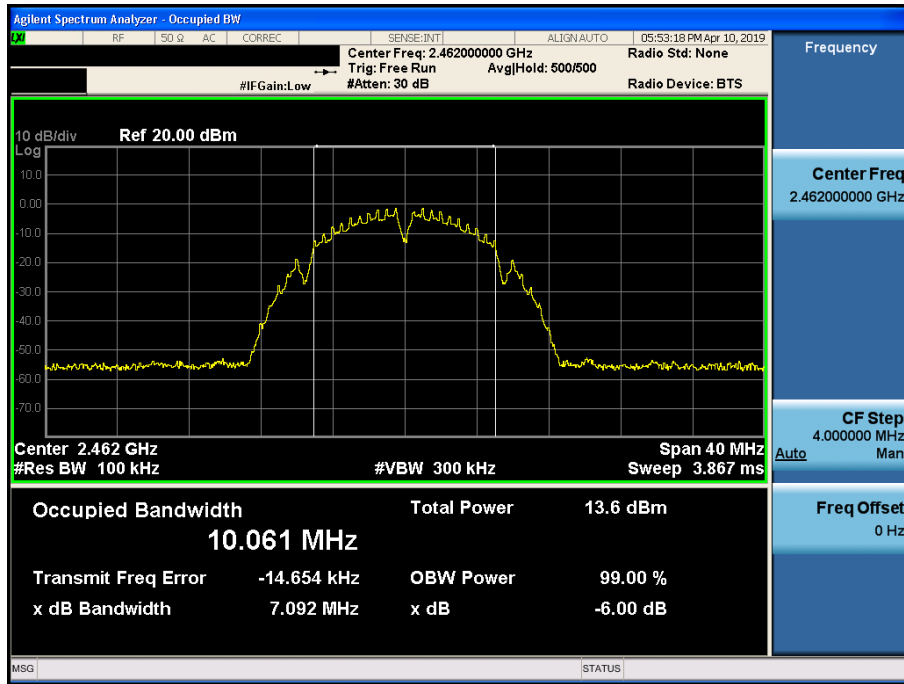 Agilent Spectrum Analyzer - Occupied BW
LXI RF 50 Ω AC CORREC SENSE:INT ALIGN AUTO 05:53:18 PM Apr 10, 2019
Center Freq: 2.462000000 GHz Radio Std: None
Trig: Free Run Avg|Hold: 500/500
#IFGain:Low #Atten: 30 dB Radio Device: BTS
Frequency
10 dB/div Ref 20.00 dBm
Log
10.0
0.00
-10.0
-20.0
-30.0
-40.0
-50.0
-60.0
-70.0
Center 2.462 GHz Span 40 MHz
#Res BW 100 kHz #VBW 300 kHz Sweep 3.867 ms
Center Freq
2.462000000 GHz
CF Step
4.000000 MHz
Auto Man
Freq Offset
0 Hz
Occupied Bandwidth Total Power 13.6 dBm
10.061 MHz
Transmit Freq Error -14.654 kHz OBW Power 99.00 %
x dB Bandwidth 7.092 MHz x dB -6.00 dB
MSG STATUS